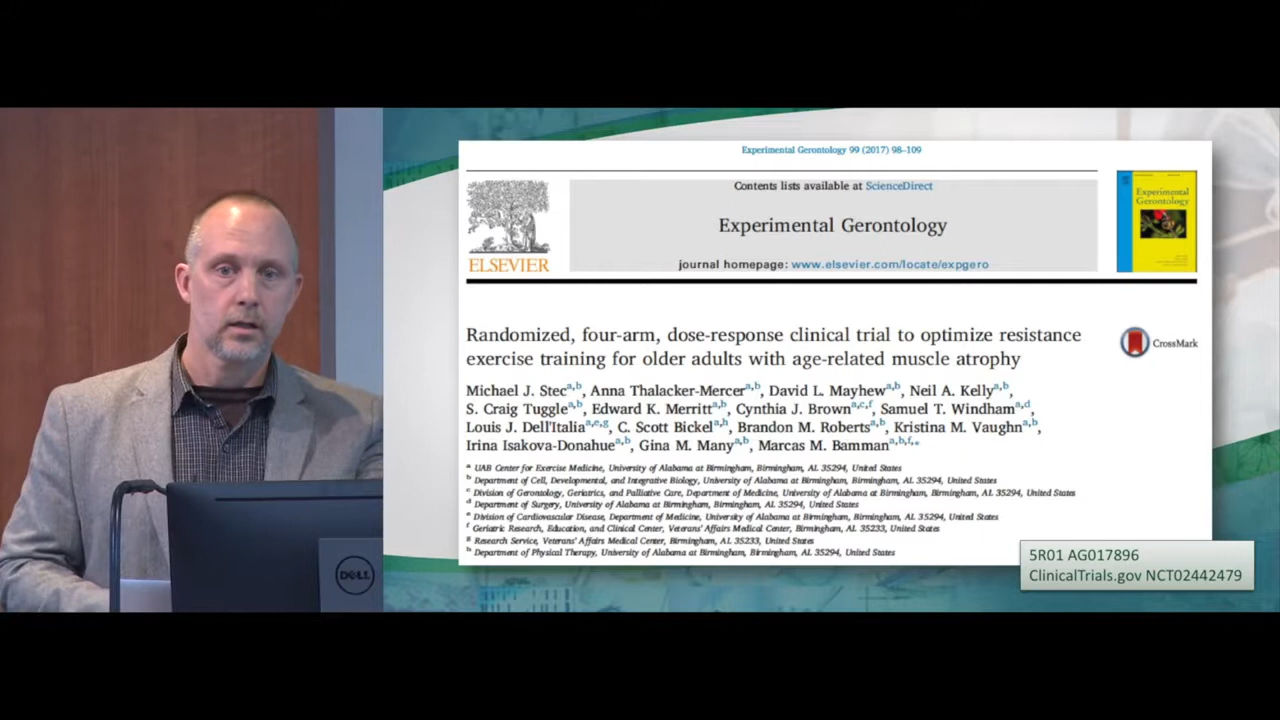 Experimental Gerontology 99 (2017) 98–109
Contents lists available at ScienceDirect
Experimental Gerontology
journal homepage: www.elsevier.com/locate/expgero
ELSEVIER
Experimental
Gerontology
Randomized, four-arm, dose-response clinical trial to optimize resistance
exercise training for older adults with age-related muscle atrophy
CrossMark
Michael J. Stec^a,b, Anna Thalacker-Mercer^a,b, David L. Mayhew^a,b, Neil A. Kelly^a,b,
S. Craig Tuggle^a,b, Edward K. Merritt^a,b, Cynthia J. Brown^a,c,f, Samuel T. Windham^a,d,
Louis J. Dell'Italia^a,e,g, C. Scott Bickel^a,h, Brandon M. Roberts^a,b, Kristina M. Vaughn^a,b,
Irina Isakova-Donahue^a,b, Gina M. Many^a,b, Marcas M. Bamman^a,b,f,*
a UAB Center for Exercise Medicine, University of Alabama at Birmingham, Birmingham, AL 35294, United States
b Department of Cell, Developmental, and Integrative Biology, University of Alabama at Birmingham, Birmingham, AL 35294, United States
c Division of Gerontology, Geriatrics, and Palliative Care, Department of Medicine, University of Alabama at Birmingham, Birmingham, AL 35294, United States
d Department of Surgery, University of Alabama at Birmingham, Birmingham, AL 35294, United States
e Division of Cardiovascular Disease, Department of Medicine, University of Alabama at Birmingham, Birmingham, AL 35294, United States
f Geriatric Research, Education, and Clinical Center, Veterans' Affairs Medical Center, Birmingham, AL 35233, United States
g Research Service, Veterans' Affairs Medical Center, Birmingham, AL 35233, United States
h Department of Physical Therapy, University of Alabama at Birmingham, Birmingham, AL 35294, United States
5R01 AG017896
ClinicalTrials.gov NCT02442479
DELL